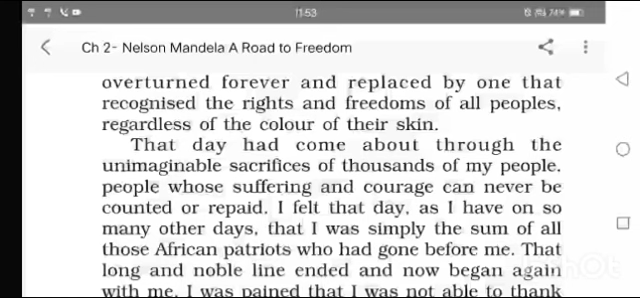 11:53
74%
Ch 2- Nelson Mandela A Road to Freedom
overturned forever and replaced by one that
recognised the rights and freedoms of all peoples,
regardless of the colour of their skin.
That day had come about through the
unimaginable sacrifices of thousands of my people.
people whose suffering and courage can never be
counted or repaid. I felt that day, as I have on so
many other days, that I was simply the sum of all
those African patriots who had gone before me. That
long and noble line ended and now began again
with me. I was pained that I was not able to thank